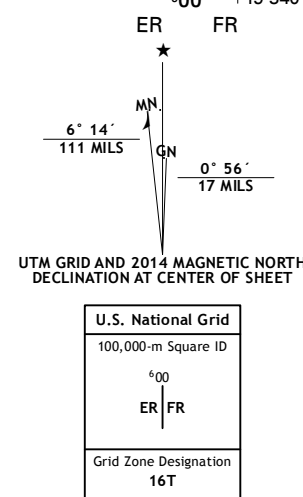 ER FR
★
MN
GN
6° 14´
111 MILS
0° 56´
17 MILS
UTM GRID AND 2014 MAGNETIC NORTH
DECLINATION AT CENTER OF SHEET
U.S. National Grid
100,000-m Square ID
⁶00
ER FR
Grid Zone Designation
16T